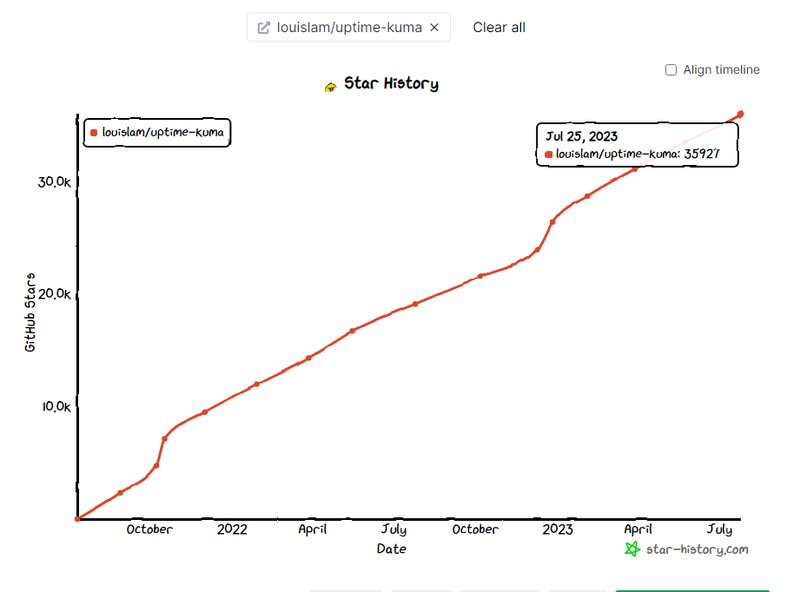 louislam/uptime-kuma ×
Clear all
Align timeline
Star History
louislam/uptime-kuma
Jul 25, 2023
louislam/uptime-kuma: 35927
GitHub Stars
30.0k
20.0k
10.0k
October
2022
April
July
October
2023
April
July
Date
star-history.com